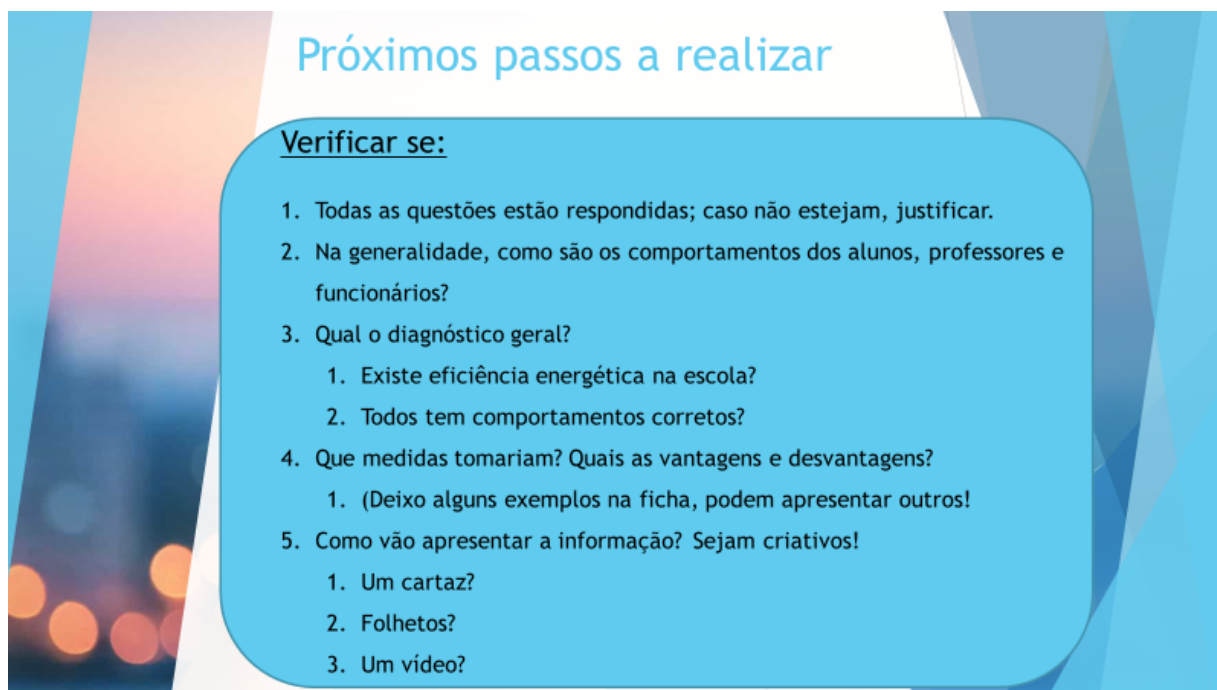 Próximos passos a realizar
Verificar se:
1. Todas as questões estão respondidas; caso não estejam, justificar.
2. Na generalidade, como são os comportamentos dos alunos, professores e
funcionários?
3. Qual o diagnóstico geral?
1. Existe eficiência energética na escola?
2. Todos tem comportamentos corretos?
4. Que medidas tomariam? Quais as vantagens e desvantagens?
1. (Deixo alguns exemplos na ficha, podem apresentar outros!
5. Como vão apresentar a informação? Sejam criativos!
1. Um cartaz?
2. Folhetos?
3. Um vídeo?